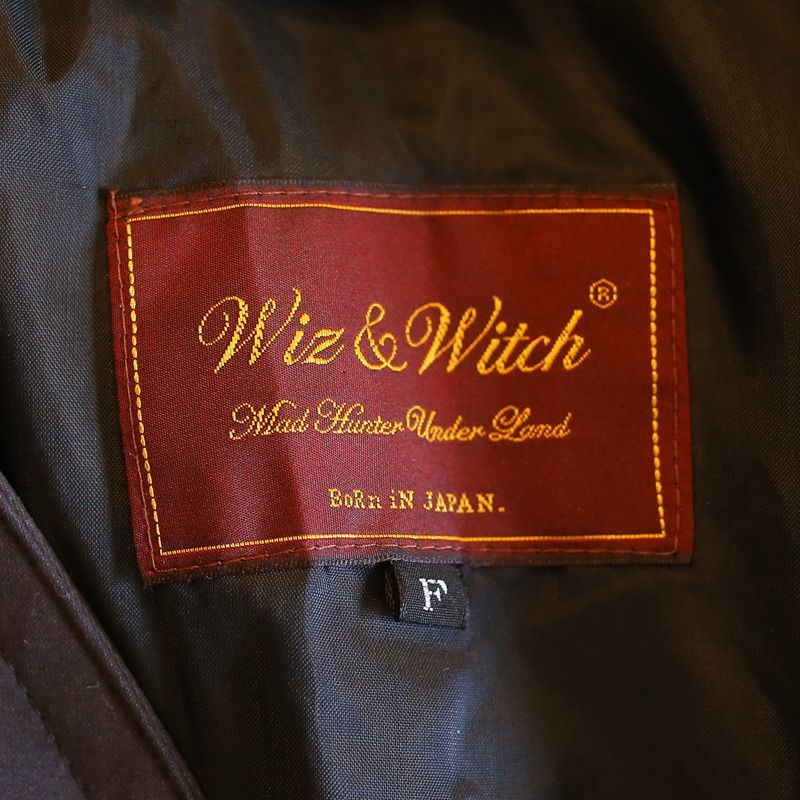 Wiz & Witch ®
Mad Hunter Under Land
BoRn iN JAPAN.
F